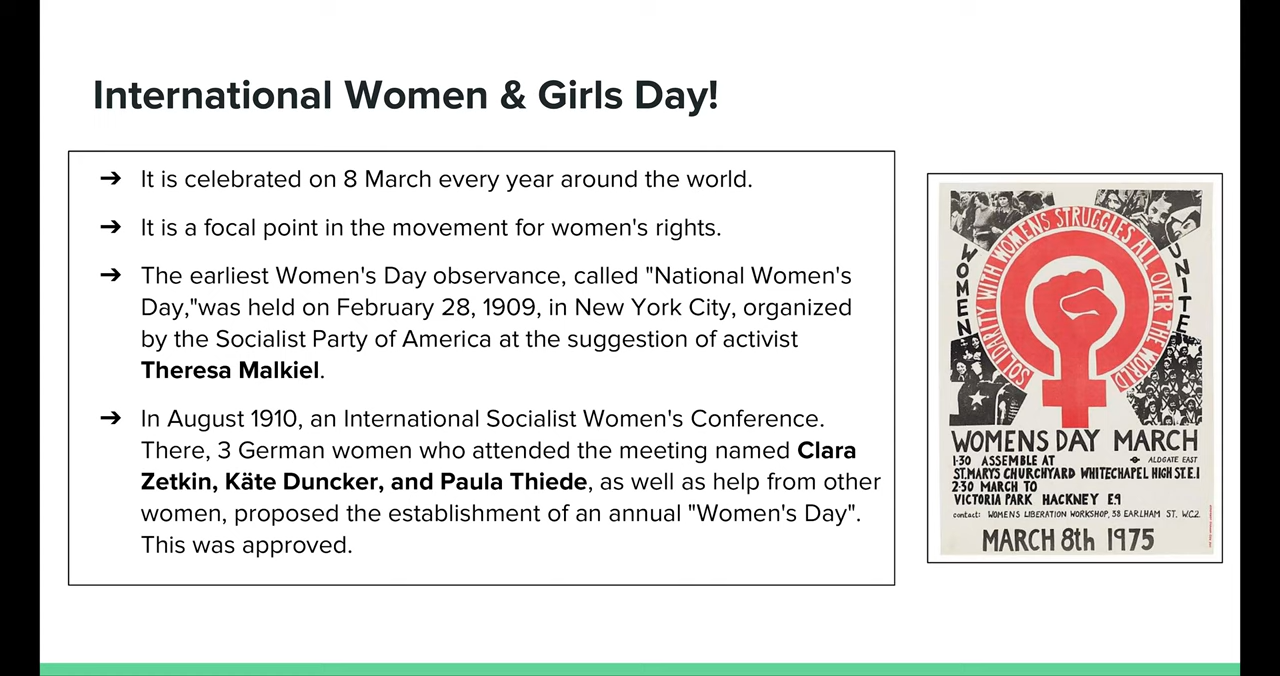 International Women & Girls Day!
➔ It is celebrated on 8 March every year around the world.
➔ It is a focal point in the movement for women's rights.
➔ The earliest Women's Day observance, called "National Women's
Day,"was held on February 28, 1909, in New York City, organized
by the Socialist Party of America at the suggestion of activist
Theresa Malkiel.
➔ In August 1910, an International Socialist Women's Conference.
There, 3 German women who attended the meeting named Clara
Zetkin, Käte Duncker, and Paula Thiede, as well as help from other
women, proposed the establishment of an annual "Women's Day".
This was approved.
SOLIDARITY WITH WOMENS STRUGGLES ALL OVER THE WORLD
WOMEN
UNITE
WOMENS DAY MARCH
1·30 ASSEMBLE AT ALDGATE EAST
ST.MARYS CHURCHYARD WHITECHAPEL HIGH ST.E.1
2:30 MARCH TO
VICTORIA PARK HACKNEY E9
contact: WOMENS LIBERATION WORKSHOP, 38 EARLHAM ST. W.C.2.
MARCH 8th 1975